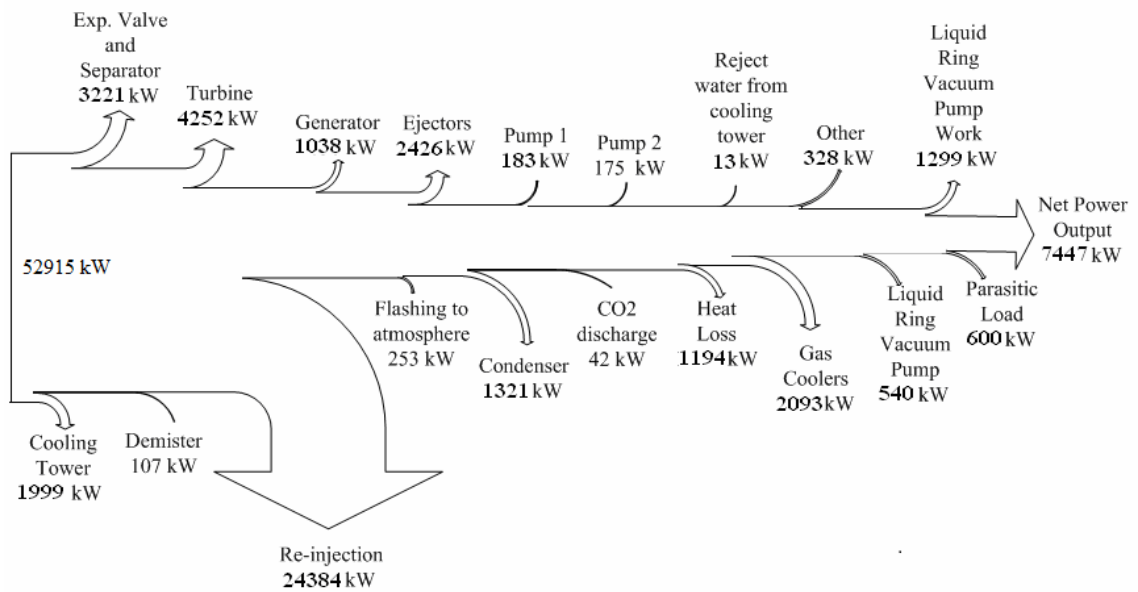 Exp. Valve
and
Separator
3221 kW
Turbine
4252 kW
Generator
1038 kW
Ejectors
2426 kW
Pump 1
183 kW
Pump 2
175 kW
Reject
water from
cooling
tower
13 kW
Other
328 kW
Liquid
Ring
Vacuum
Pump
Work
1299 kW
Net Power
Output
7447 kW
52915 kW
Flashing to
atmosphere
253 kW
Condenser
1321 kW
CO2
discharge
42 kW
Heat
Loss
1194kW
Gas
Coolers
2093kW
Liquid
Ring
Vacuum
Pump
540 kW
Parasitic
Load
600 kW
Cooling
Tower
1999 kW
Demister
107 kW
Re-injection
24384 kW